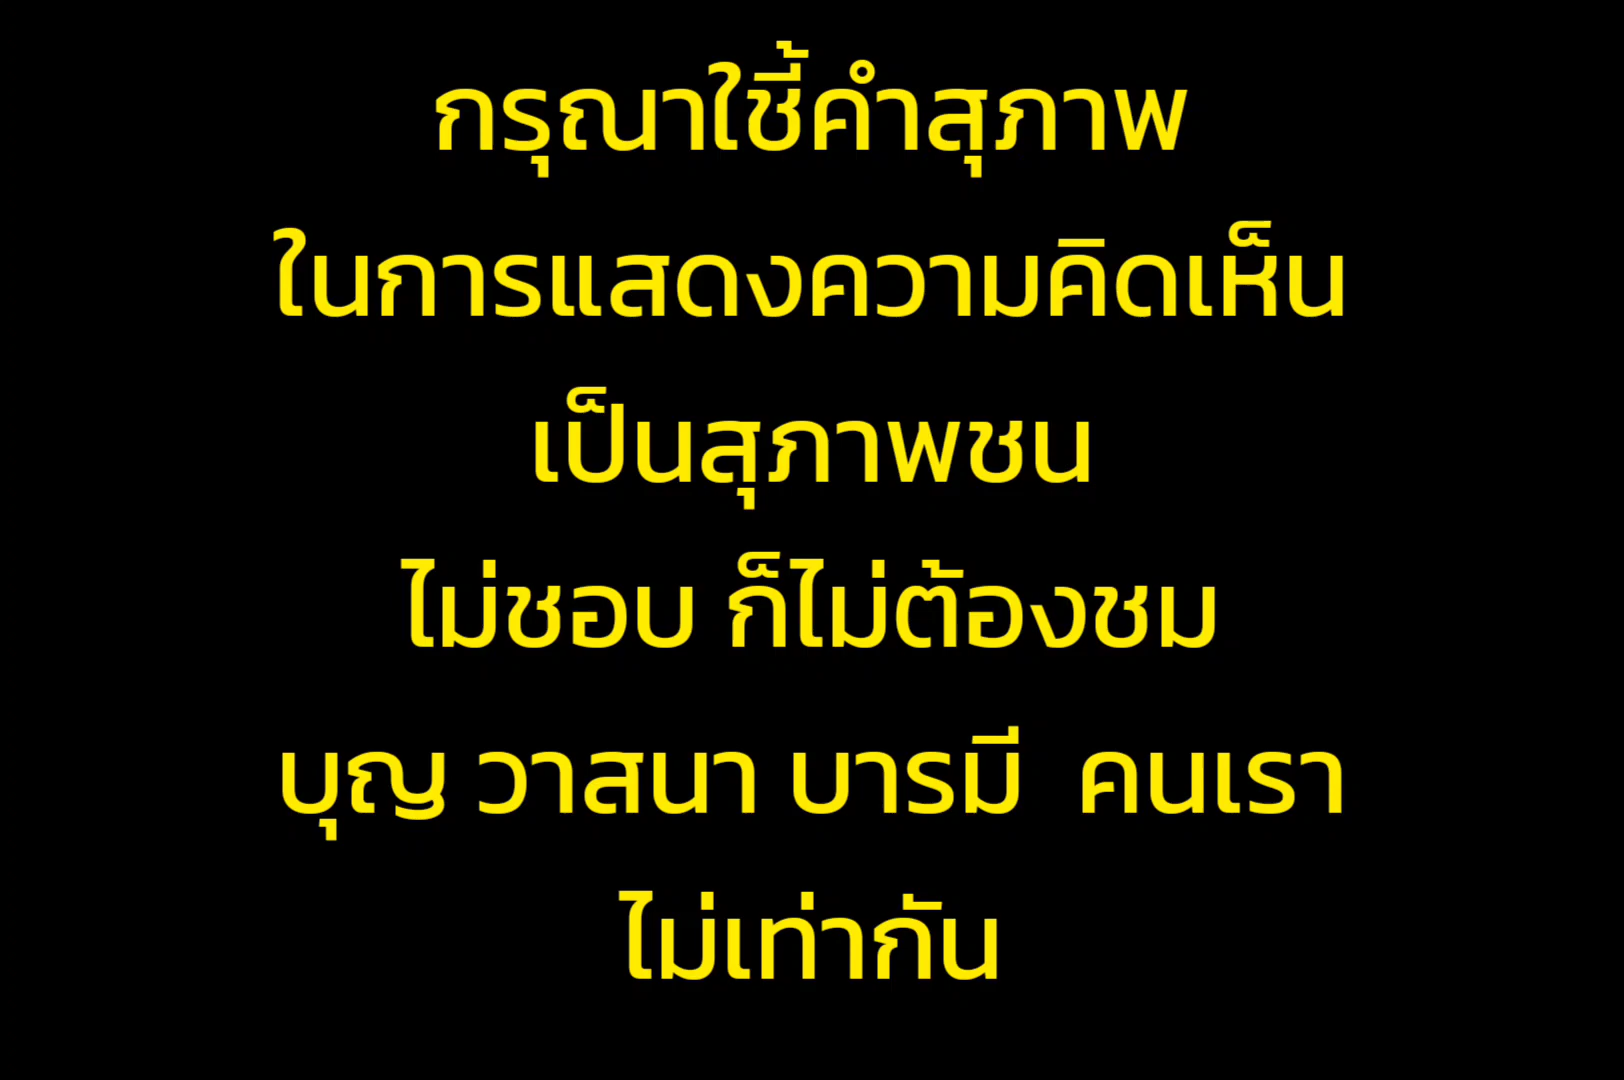 กรุณาใชี้คำสุภาพ
ในการแสดงความคิดเห็น
เป็นสุภาพชน
ไม่ชอบ ก็ไม่ต้องชม
บุญ วาสนา บารมี  คนเรา
ไม่เท่ากัน